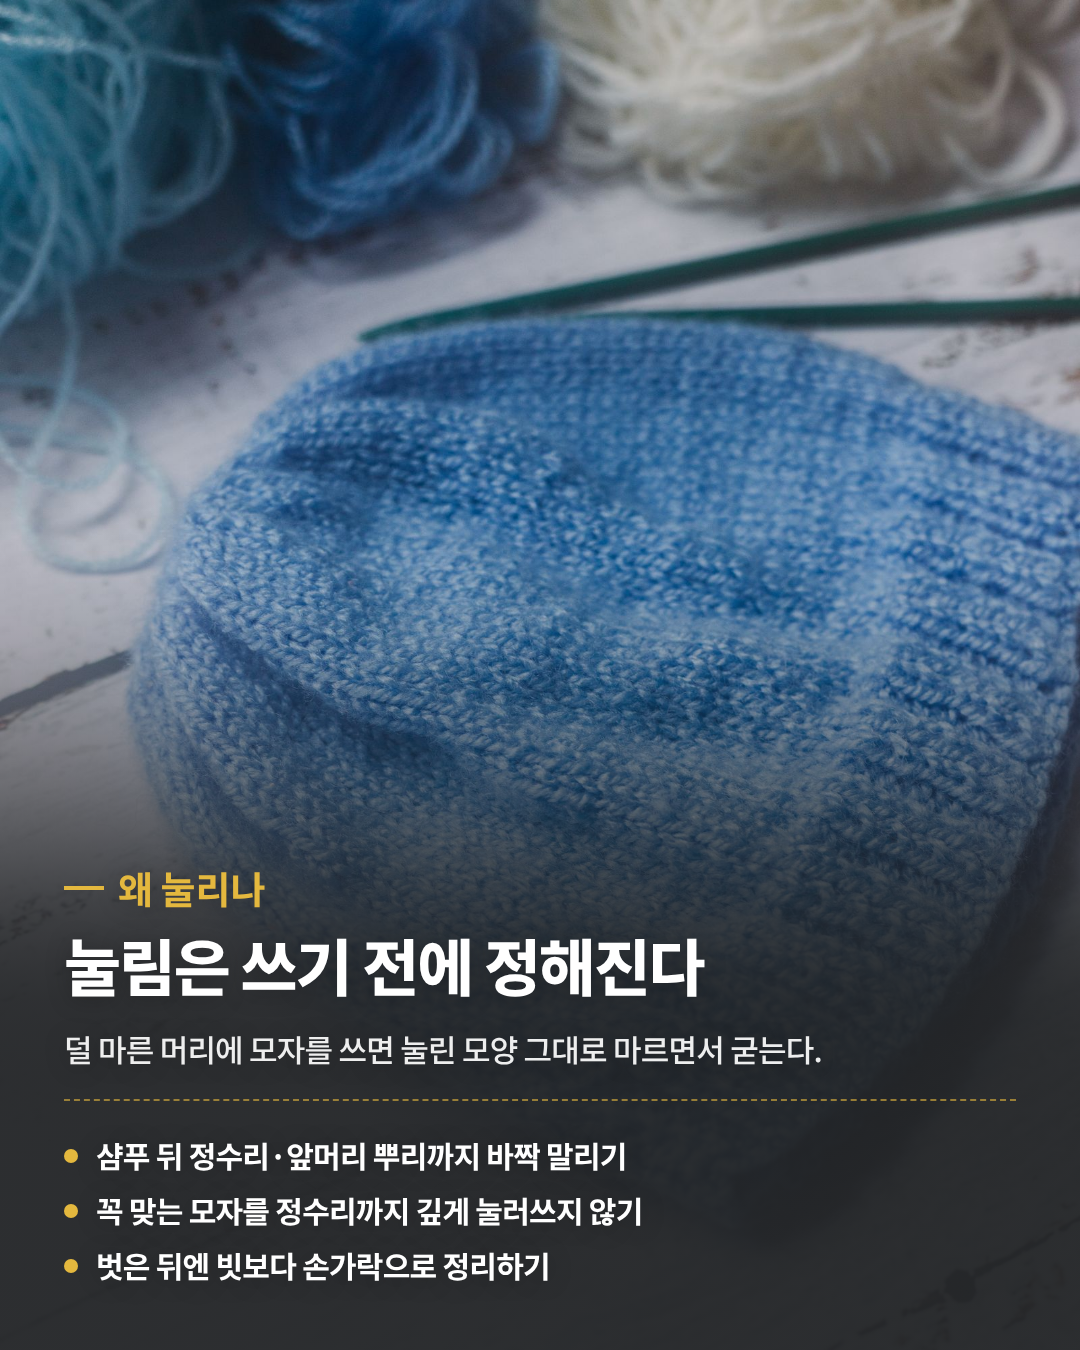 왜 눌리나
눌림은 쓰기 전에 정해진다
덜 마른 머리에 모자를 쓰면 눌린 모양 그대로 마르면서 굳는다.
샴푸 뒤 정수리·앞머리 뿌리까지 바짝 말리기
꼭 맞는 모자를 정수리까지 깊게 눌러쓰지 않기
벗은 뒤엔 빗보다 손가락으로 정리하기